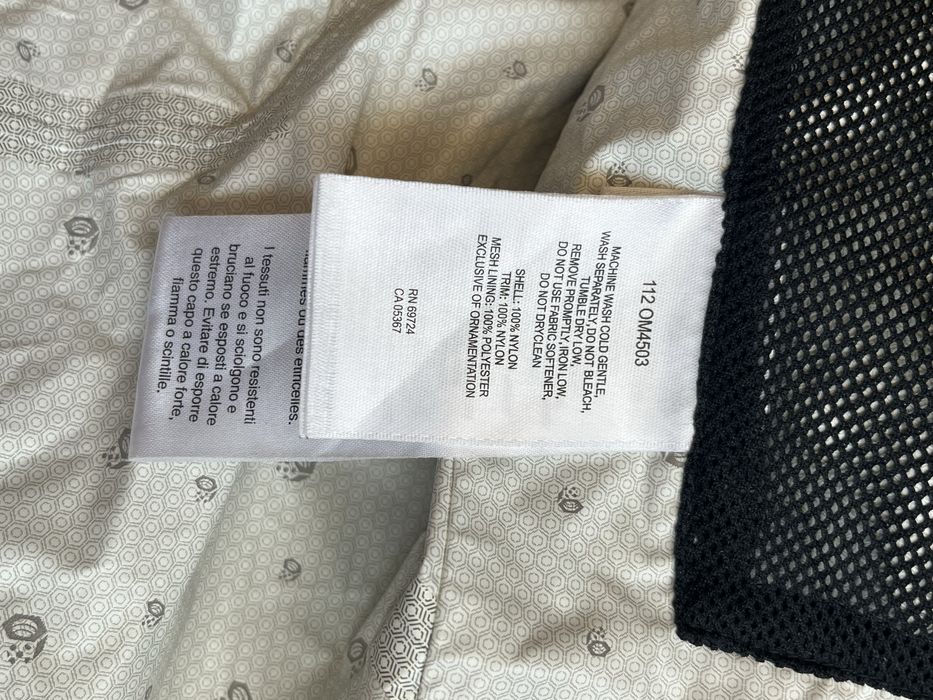 112 OM4503
MACHINE WASH COLD GENTLE,
WASH SEPARATELY, DO NOT BLEACH,
TUMBLE DRY LOW,
REMOVE PROMPTLY, IRON LOW,
DO NOT USE FABRIC SOFTENER,
DO NOT DRYCLEAN
SHELL: 100% NYLON
TRIM: 100% NYLON
MESH LINING: 100% POLYESTER
EXCLUSIVE OF ORNAMENTATION
RN 69724
CA 05367
flammes ou des étincelles.
I tessuti non sono resistenti
al fuoco e si sciolgono e
bruciano se esposti a calore
estremo. Evitare di esporre
questo capo a calore forte,
fiamma o scintille.